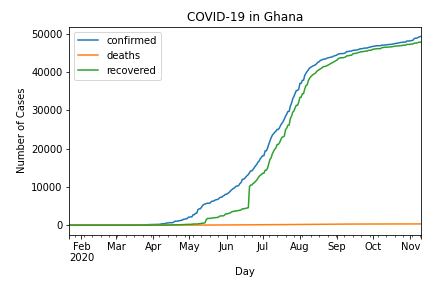 COVID-19 in Ghana
confirmed
deaths
recovered
Number of Cases
50000
40000
30000
20000
10000
0
Feb Mar Apr May Jun Jul Aug Sep Oct Nov
2020
Day